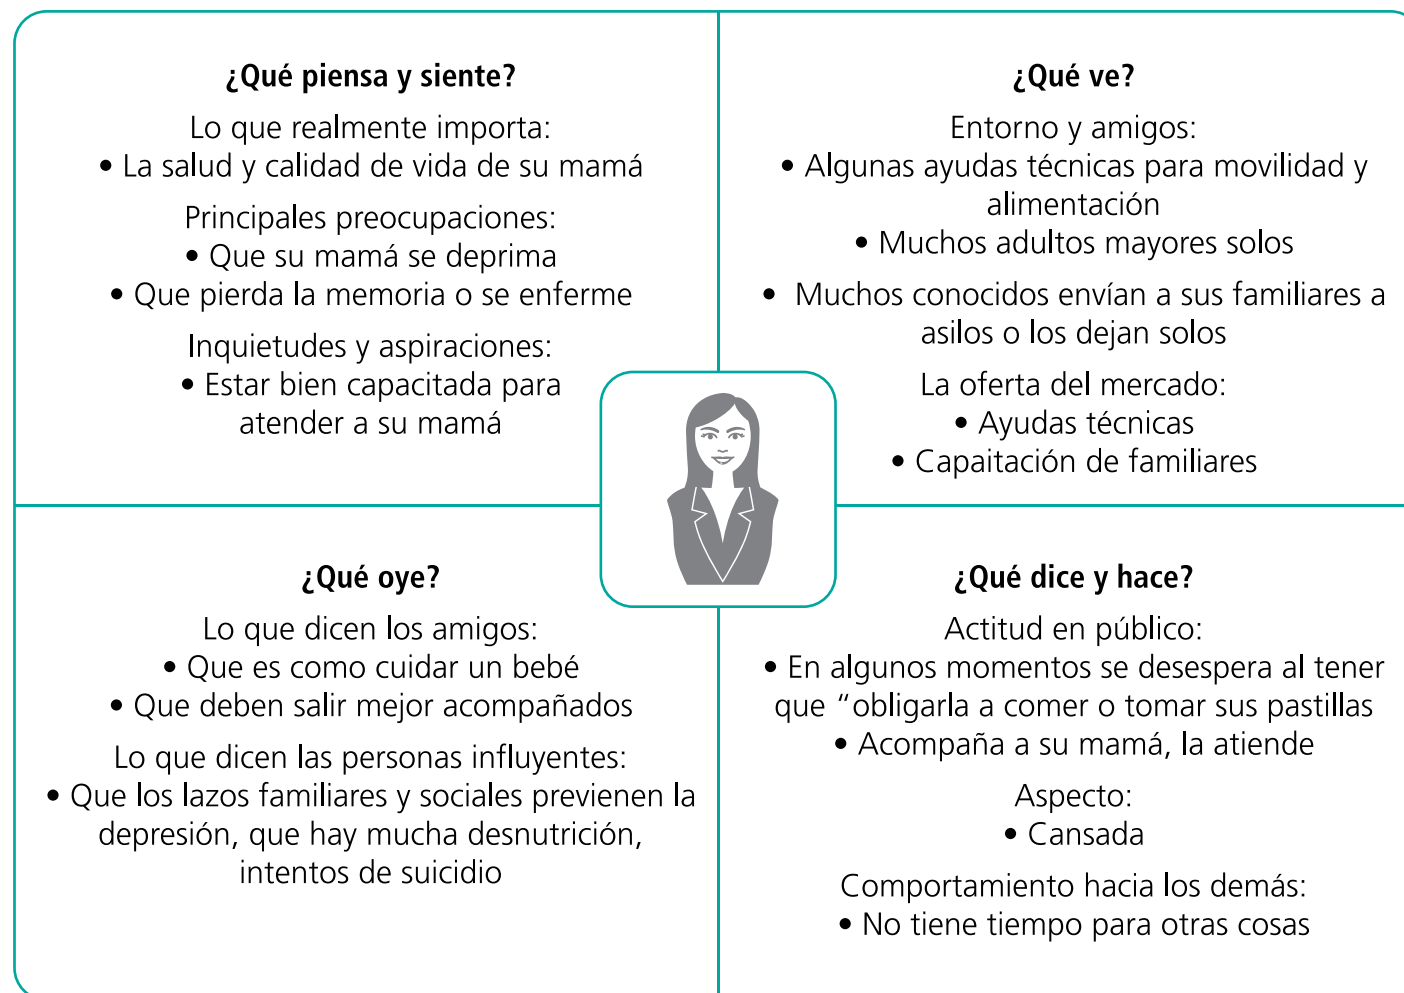 ¿Qué piensa y siente?
Lo que realmente importa:
• La salud y calidad de vida de su mamá
Principales preocupaciones:
• Que su mamá se deprima
• Que pierda la memoria o se enferme
Inquietudes y aspiraciones:
• Estar bien capacitada para
atender a su mamá
¿Qué ve?
Entorno y amigos:
• Algunas ayudas técnicas para movilidad y
alimentación
• Muchos adultos mayores solos
• Muchos conocidos envían a sus familiares a
asilos o los dejan solos
La oferta del mercado:
• Ayudas técnicas
• Capaitación de familiares
¿Qué oye?
Lo que dicen los amigos:
• Que es como cuidar un bebé
• Que deben salir mejor acompañados
Lo que dicen las personas influyentes:
• Que los lazos familiares y sociales previenen la
depresión, que hay mucha desnutrición,
intentos de suicidio
¿Qué dice y hace?
Actitud en público:
• En algunos momentos se desespera al tener
que “obligarla a comer o tomar sus pastillas
• Acompaña a su mamá, la atiende
Aspecto:
• Cansada
Comportamiento hacia los demás:
• No tiene tiempo para otras cosas